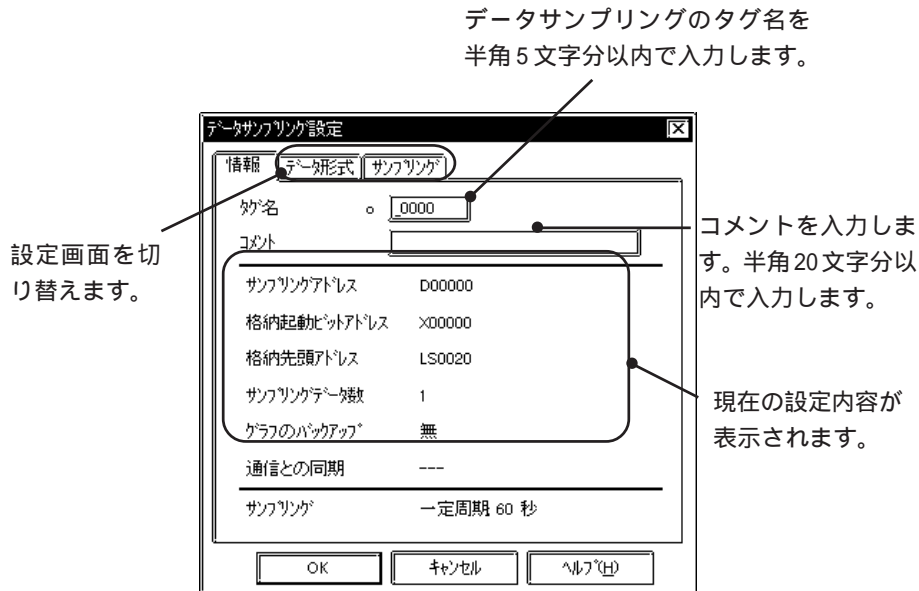 データサンプリングのタグ名を
半角5文字分以内で入力します。
ﾃﾞｰﾀｻﾝﾌﾟﾘﾝｸﾞ設定
情報 ﾃﾞｰﾀ形式 ｻﾝﾌﾟﾘﾝｸﾞ
ﾀｸﾞ名 o _0000
ｺﾒﾝﾄ
設定画面を切
り替えます。
コメントを入力しま
す。半角20文字分以
内で入力します。
ｻﾝﾌﾟﾘﾝｸﾞｱﾄﾞﾚｽ D00000
格納起動ﾋﾞｯﾄｱﾄﾞﾚｽ X00000
格納先頭ｱﾄﾞﾚｽ LS0020
ｻﾝﾌﾟﾘﾝｸﾞﾃﾞｰﾀ数 1
ｸﾞﾗﾌのﾊﾞｯｸｱｯﾌﾟ 無
現在の設定内容が
表示されます。
通信との同期 ---
ｻﾝﾌﾟﾘﾝｸﾞ 一定周期 60 秒
OK ｷｬﾝｾﾙ ﾍﾙﾌﾟ(H)